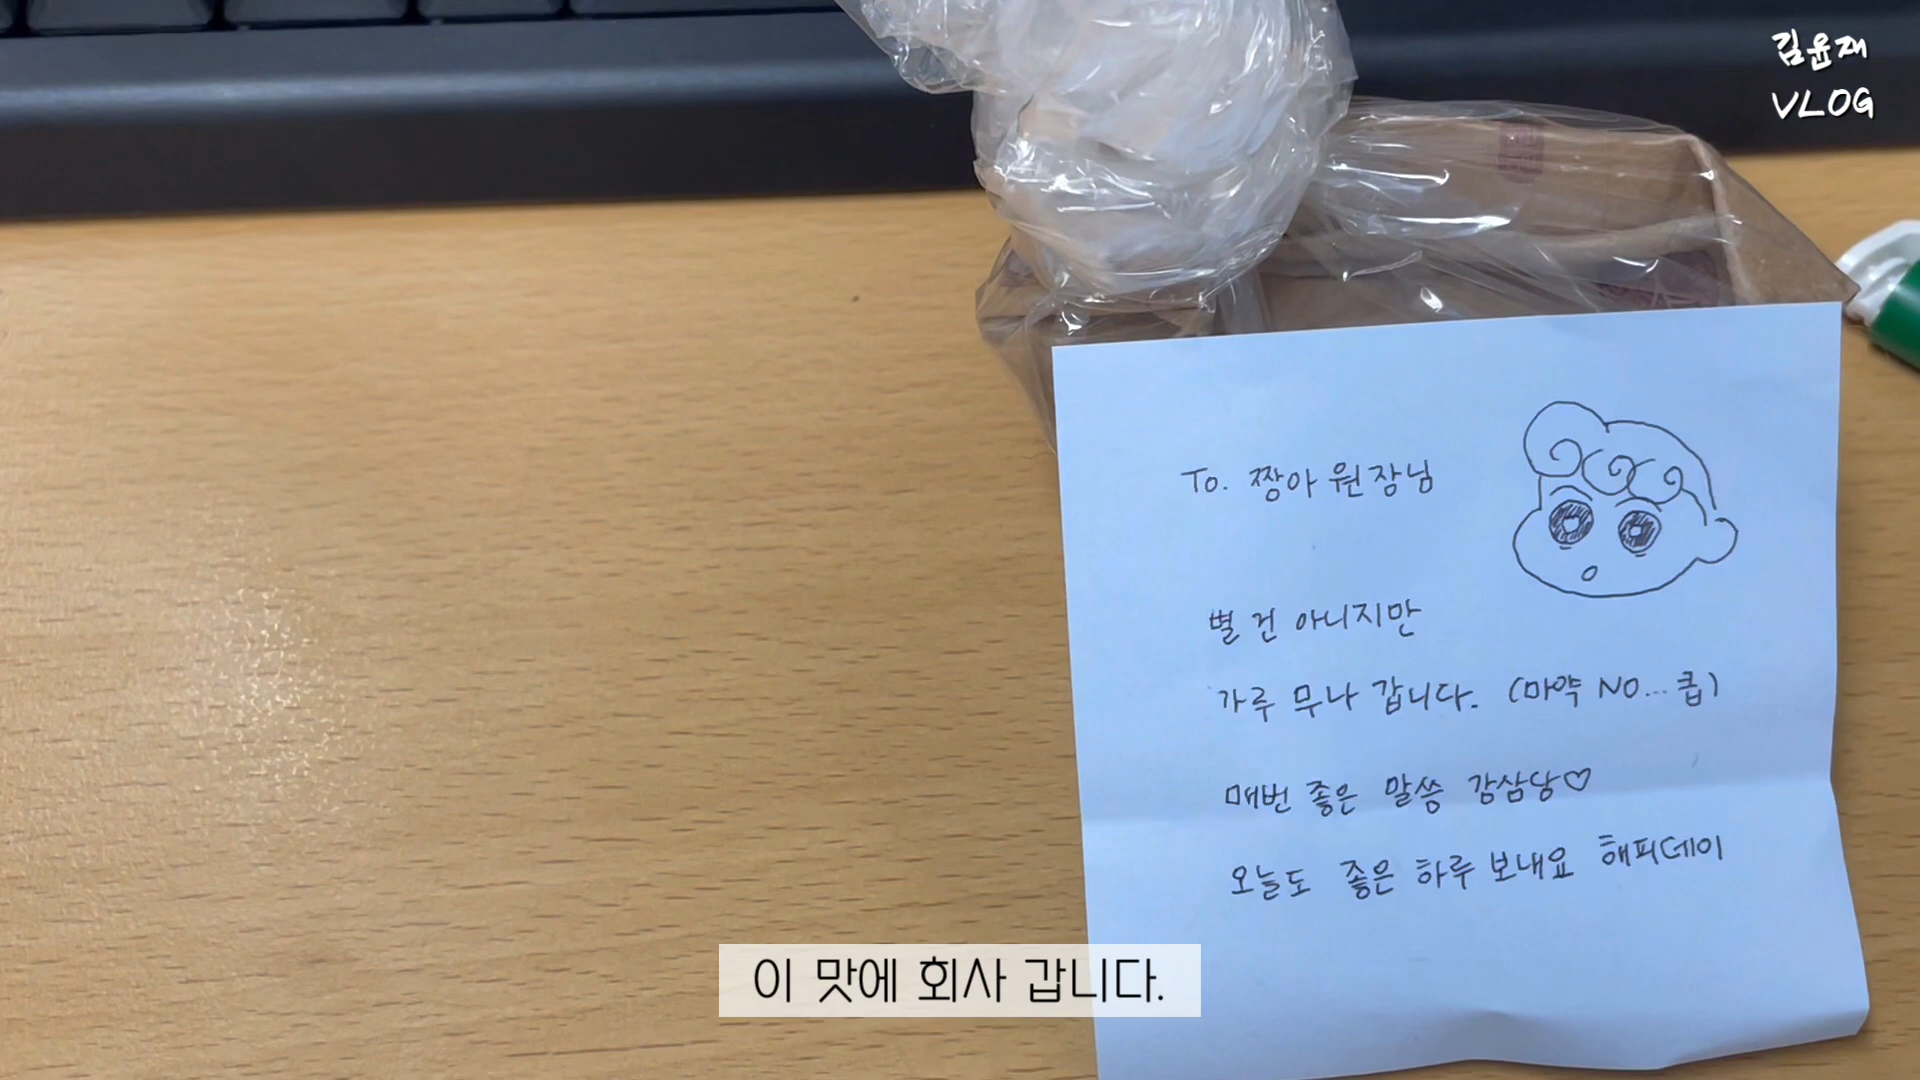 김윤재
VLOG
To. 짱아 원장님
별 건 아니지만
가루 무나 갑니다. (마약 NO... 큽)
매번 좋은 말씀 강삼당♡
오늘도 좋은 하루 보내요 해피데이
이 맛에 회사 갑니다.